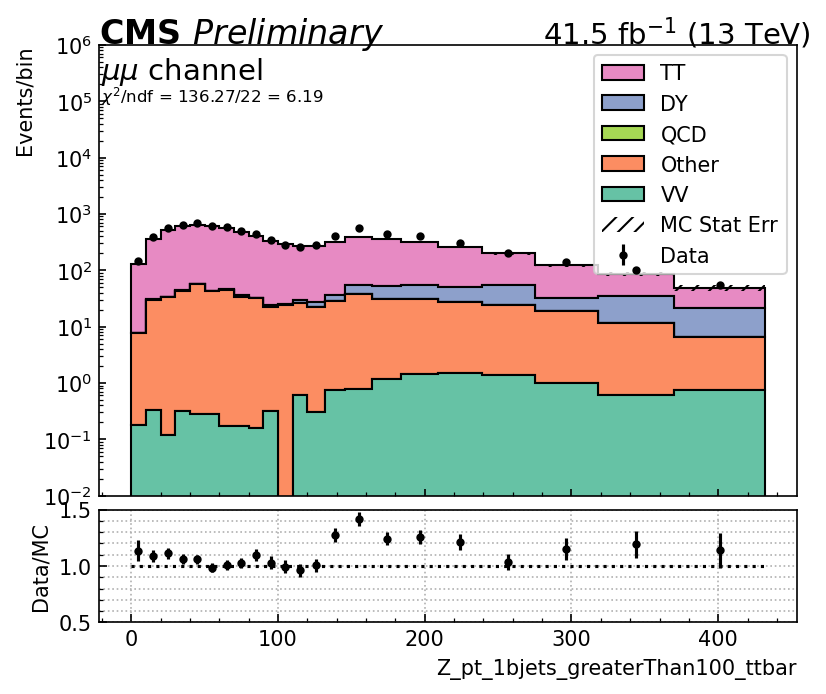 CMS Preliminary 41.5 fb⁻¹ (13 TeV)
μμ channel
χ²/ndf = 136.27/22 = 6.19
Events/bin
10⁶
10⁵
10⁴
10³
10²
10¹
10⁰
10⁻¹
10⁻²
TT
DY
QCD
Other
VV
MC Stat Err
Data
Data/MC
1.5
1.0
0.5
0 100 200 300 400
Z_pt_1bjets_greaterThan100_ttbar